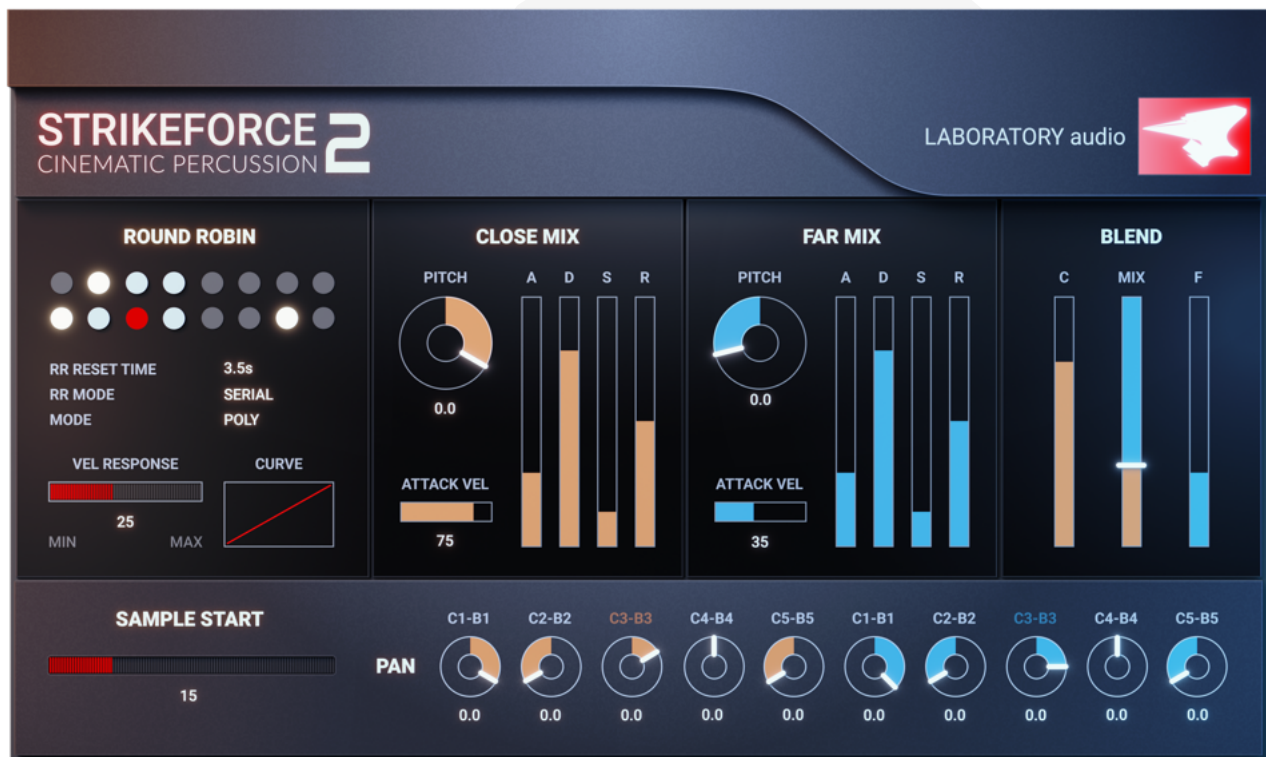 STRIKEFORCE 2
CINEMATIC PERCUSSION
LABORATORY audio
ROUND ROBIN
RR RESET TIME 3.5s
RR MODE SERIAL
MODE POLY
VEL RESPONSE CURVE
25
MIN MAX
CLOSE MIX
PITCH A D S R
0.0
ATTACK VEL
75
FAR MIX
PITCH A D S R
0.0
ATTACK VEL
35
BLEND
C MIX F
SAMPLE START
15
PAN
C1-B1 C2-B2 C3-B3 C4-B4 C5-B5 C1-B1 C2-B2 C3-B3 C4-B4 C5-B5
0.0 0.0 0.0 0.0 0.0 0.0 0.0 0.0 0.0 0.0